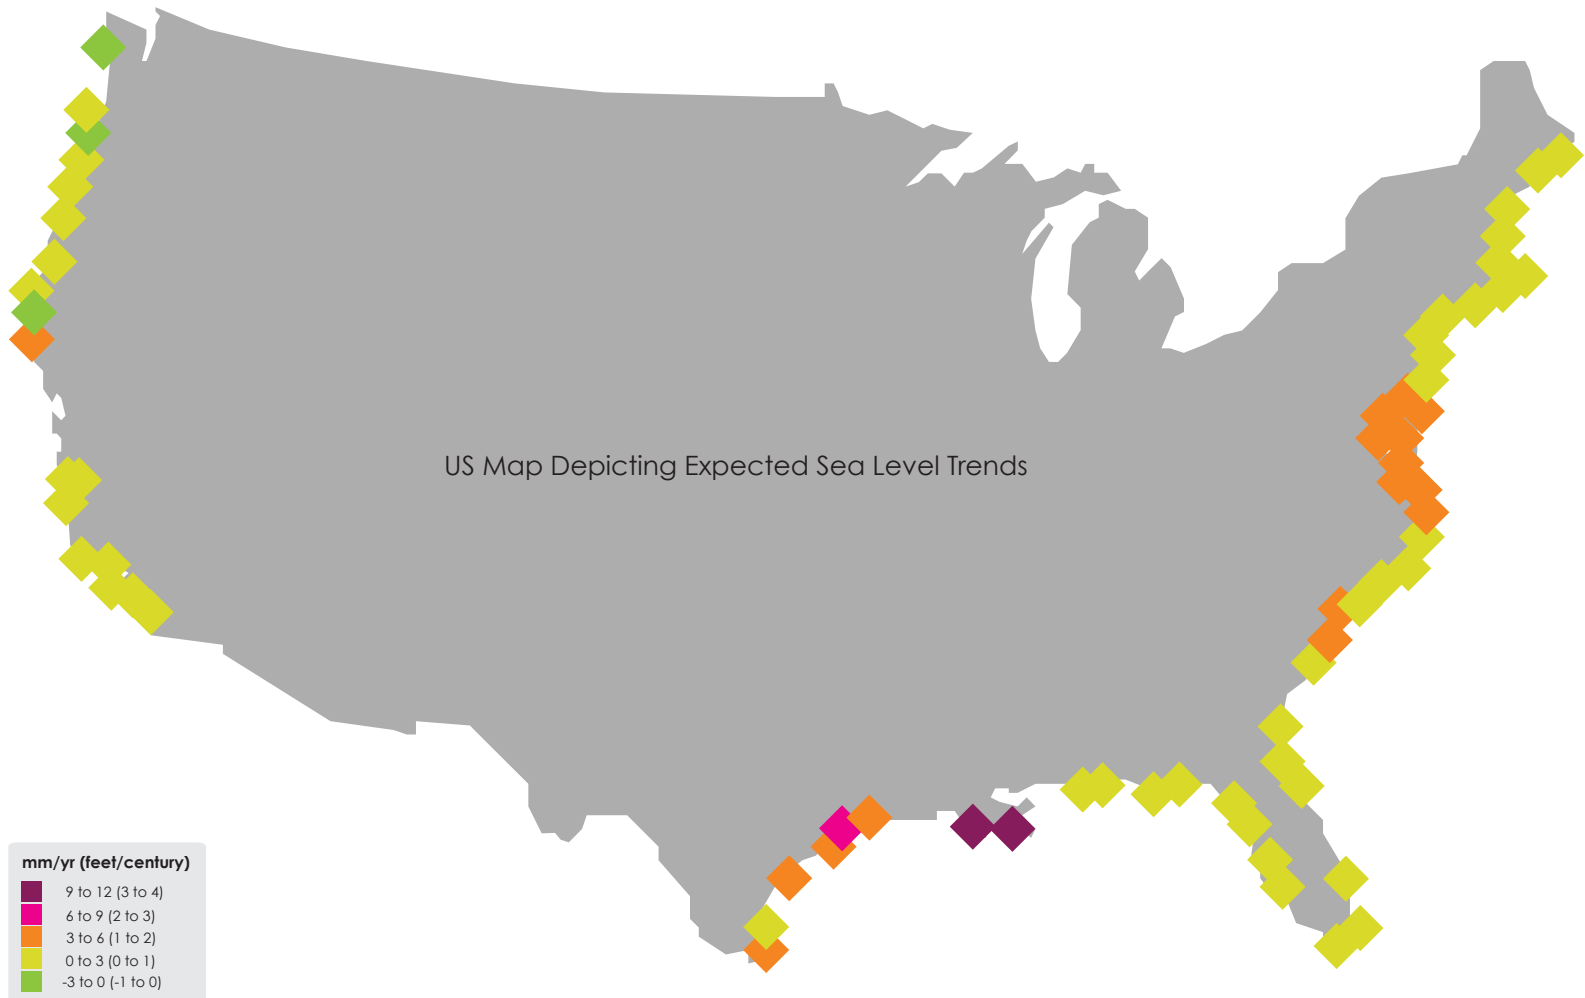 US Map Depicting Expected Sea Level Trends
mm/yr (feet/century)
9 to 12 (3 to 4)
6 to 9 (2 to 3)
3 to 6 (1 to 2)
0 to 3 (0 to 1)
-3 to 0 (-1 to 0)